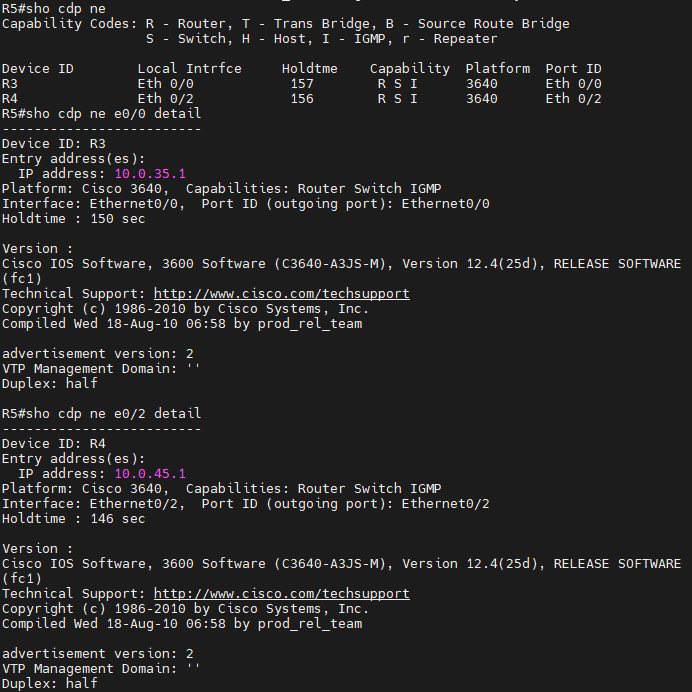 R5#sho cdp ne
Capability Codes: R - Router, T - Trans Bridge, B - Source Route Bridge
                  S - Switch, H - Host, I - IGMP, r - Repeater

Device ID        Local Intrfce     Holdtme    Capability  Platform  Port ID
R3               Eth 0/0            157        R S I      3640      Eth 0/0
R4               Eth 0/2            156        R S I      3640      Eth 0/2
R5#sho cdp ne e0/0 detail
-------------------------
Device ID: R3
Entry address(es):
  IP address: 10.0.35.1
Platform: Cisco 3640,  Capabilities: Router Switch IGMP
Interface: Ethernet0/0,  Port ID (outgoing port): Ethernet0/0
Holdtime : 150 sec

Version :
Cisco IOS Software, 3600 Software (C3640-A3JS-M), Version 12.4(25d), RELEASE SOFTWARE
(fc1)
Technical Support: http://www.cisco.com/techsupport
Copyright (c) 1986-2010 by Cisco Systems, Inc.
Compiled Wed 18-Aug-10 06:58 by prod_rel_team

advertisement version: 2
VTP Management Domain: ''
Duplex: half

R5#sho cdp ne e0/2 detail
-------------------------
Device ID: R4
Entry address(es):
  IP address: 10.0.45.1
Platform: Cisco 3640,  Capabilities: Router Switch IGMP
Interface: Ethernet0/2,  Port ID (outgoing port): Ethernet0/2
Holdtime : 146 sec

Version :
Cisco IOS Software, 3600 Software (C3640-A3JS-M), Version 12.4(25d), RELEASE SOFTWARE
(fc1)
Technical Support: http://www.cisco.com/techsupport
Copyright (c) 1986-2010 by Cisco Systems, Inc.
Compiled Wed 18-Aug-10 06:58 by prod_rel_team

advertisement version: 2
VTP Management Domain: ''
Duplex: half